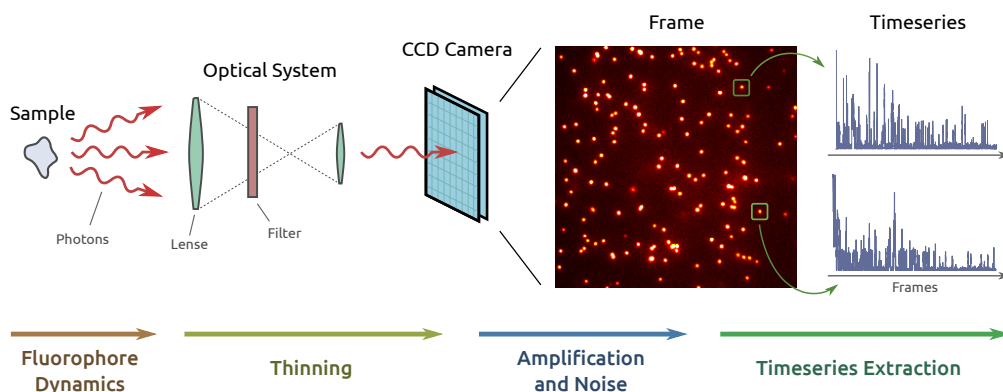 Sample
Optical System
CCD Camera
Frame
Timeseries
Photons
Lense
Filter
Frames
Fluorophore
Dynamics
Thinning
Amplification
and Noise
Timeseries Extraction